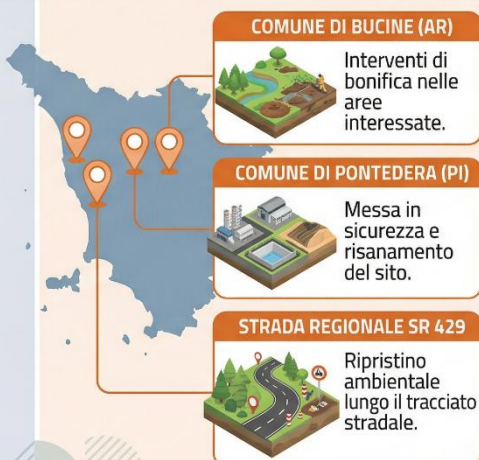 COMUNE DI BUCINE (AR)
Interventi di
bonifica nelle
aree
interessate.
COMUNE DI PONTEDERA (PI)
Messa in
sicurezza e
risanamento
del sito.
STRADA REGIONALE SR 429
Ripristino
ambientale
lungo il tracciato
stradale.